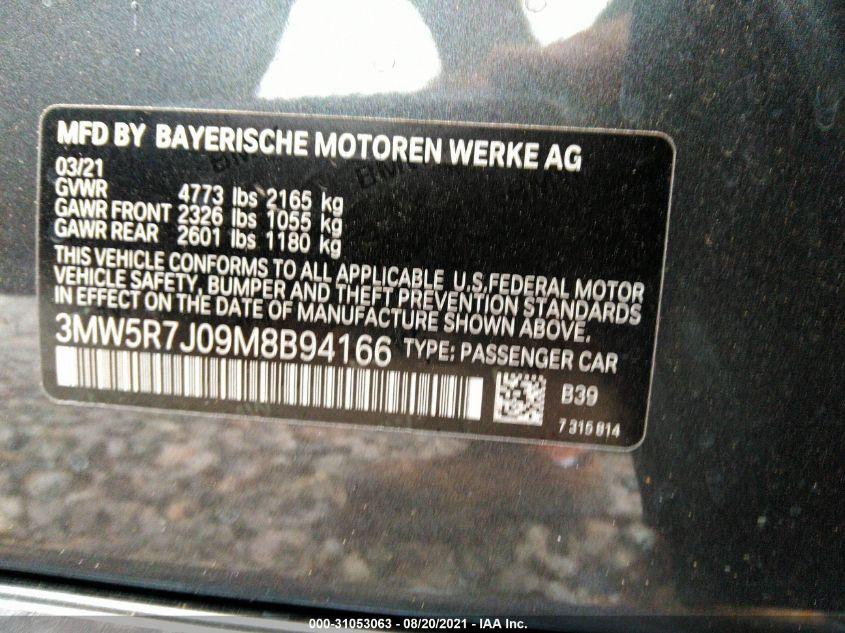 MFD BY BAYERISCHE MOTOREN WERKE AG
03/21
GVWR 4773 lbs 2165 kg
GAWR FRONT 2326 lbs 1055 kg
GAWR REAR 2601 lbs 1180 kg
THIS VEHICLE CONFORMS TO ALL APPLICABLE U.S.FEDERAL MOTOR
VEHICLE SAFETY, BUMPER AND THEFT PREVENTION STANDARDS
IN EFFECT ON THE DATE OF MANUFACTURE SHOWN ABOVE.
3MW5R7J09M8B94166 TYPE: PASSENGER CAR
B39
7 315 814
000-31053063 - 08/20/2021 - IAA Inc.